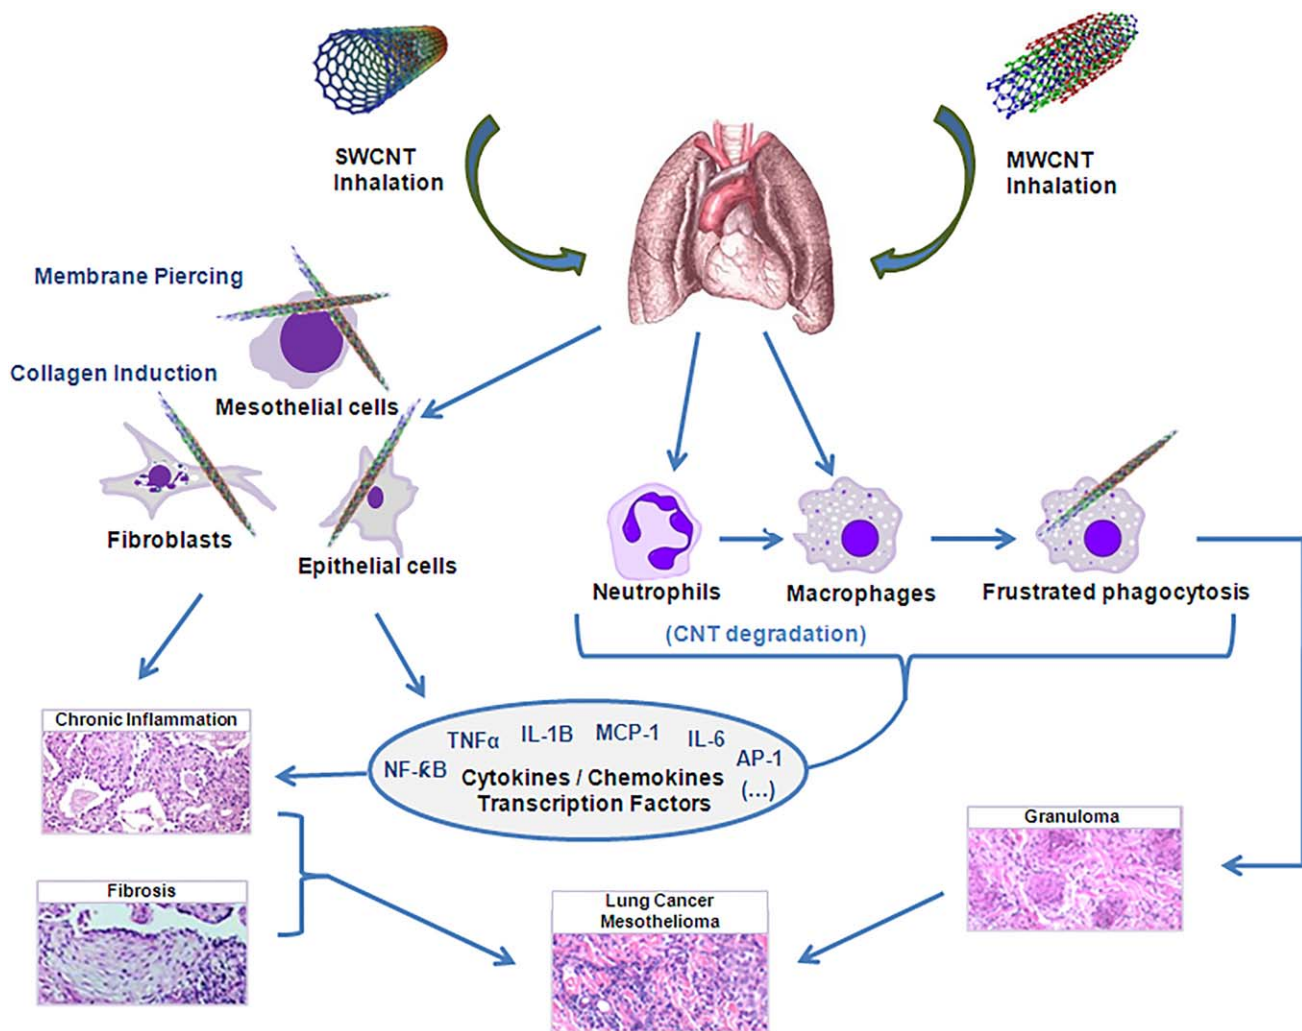 SWCNT
Inhalation
MWCNT
Inhalation
Membrane Piercing
Collagen Induction
Mesothelial cells
Fibroblasts
Epithelial cells
Neutrophils
Macrophages
Frustrated phagocytosis
(CNT degradation)
Chronic Inflammation
TNFα
IL-1B
MCP-1
IL-6
NF-ƘB
AP-1
(...)
Cytokines / Chemokines
Transcription Factors
Granuloma
Fibrosis
Lung Cancer
Mesothelioma